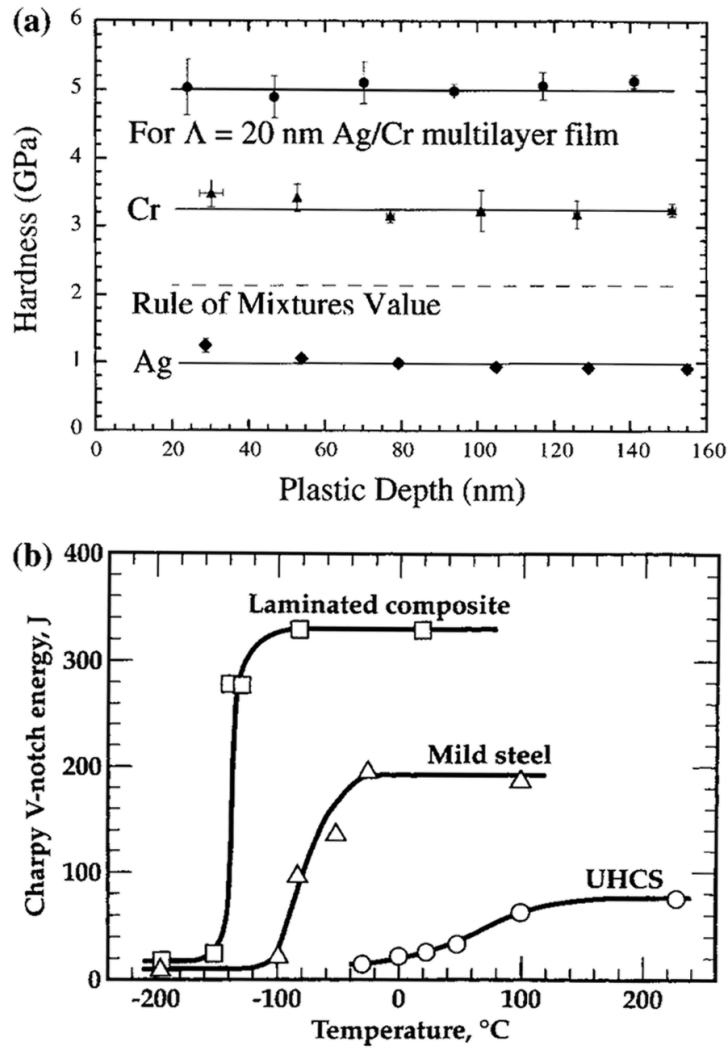 (a)
Hardness (GPa)
6
5
4
3
2
1
0
For Λ = 20 nm Ag/Cr multilayer film
Cr
Rule of Mixtures Value
Ag
0 20 40 60 80 100 120 140 160
Plastic Depth (nm)
(b)
Charpy V-notch energy, J
400
300
200
100
0
Laminated composite
Mild steel
UHCS
-200 -100 0 100 200
Temperature, °C